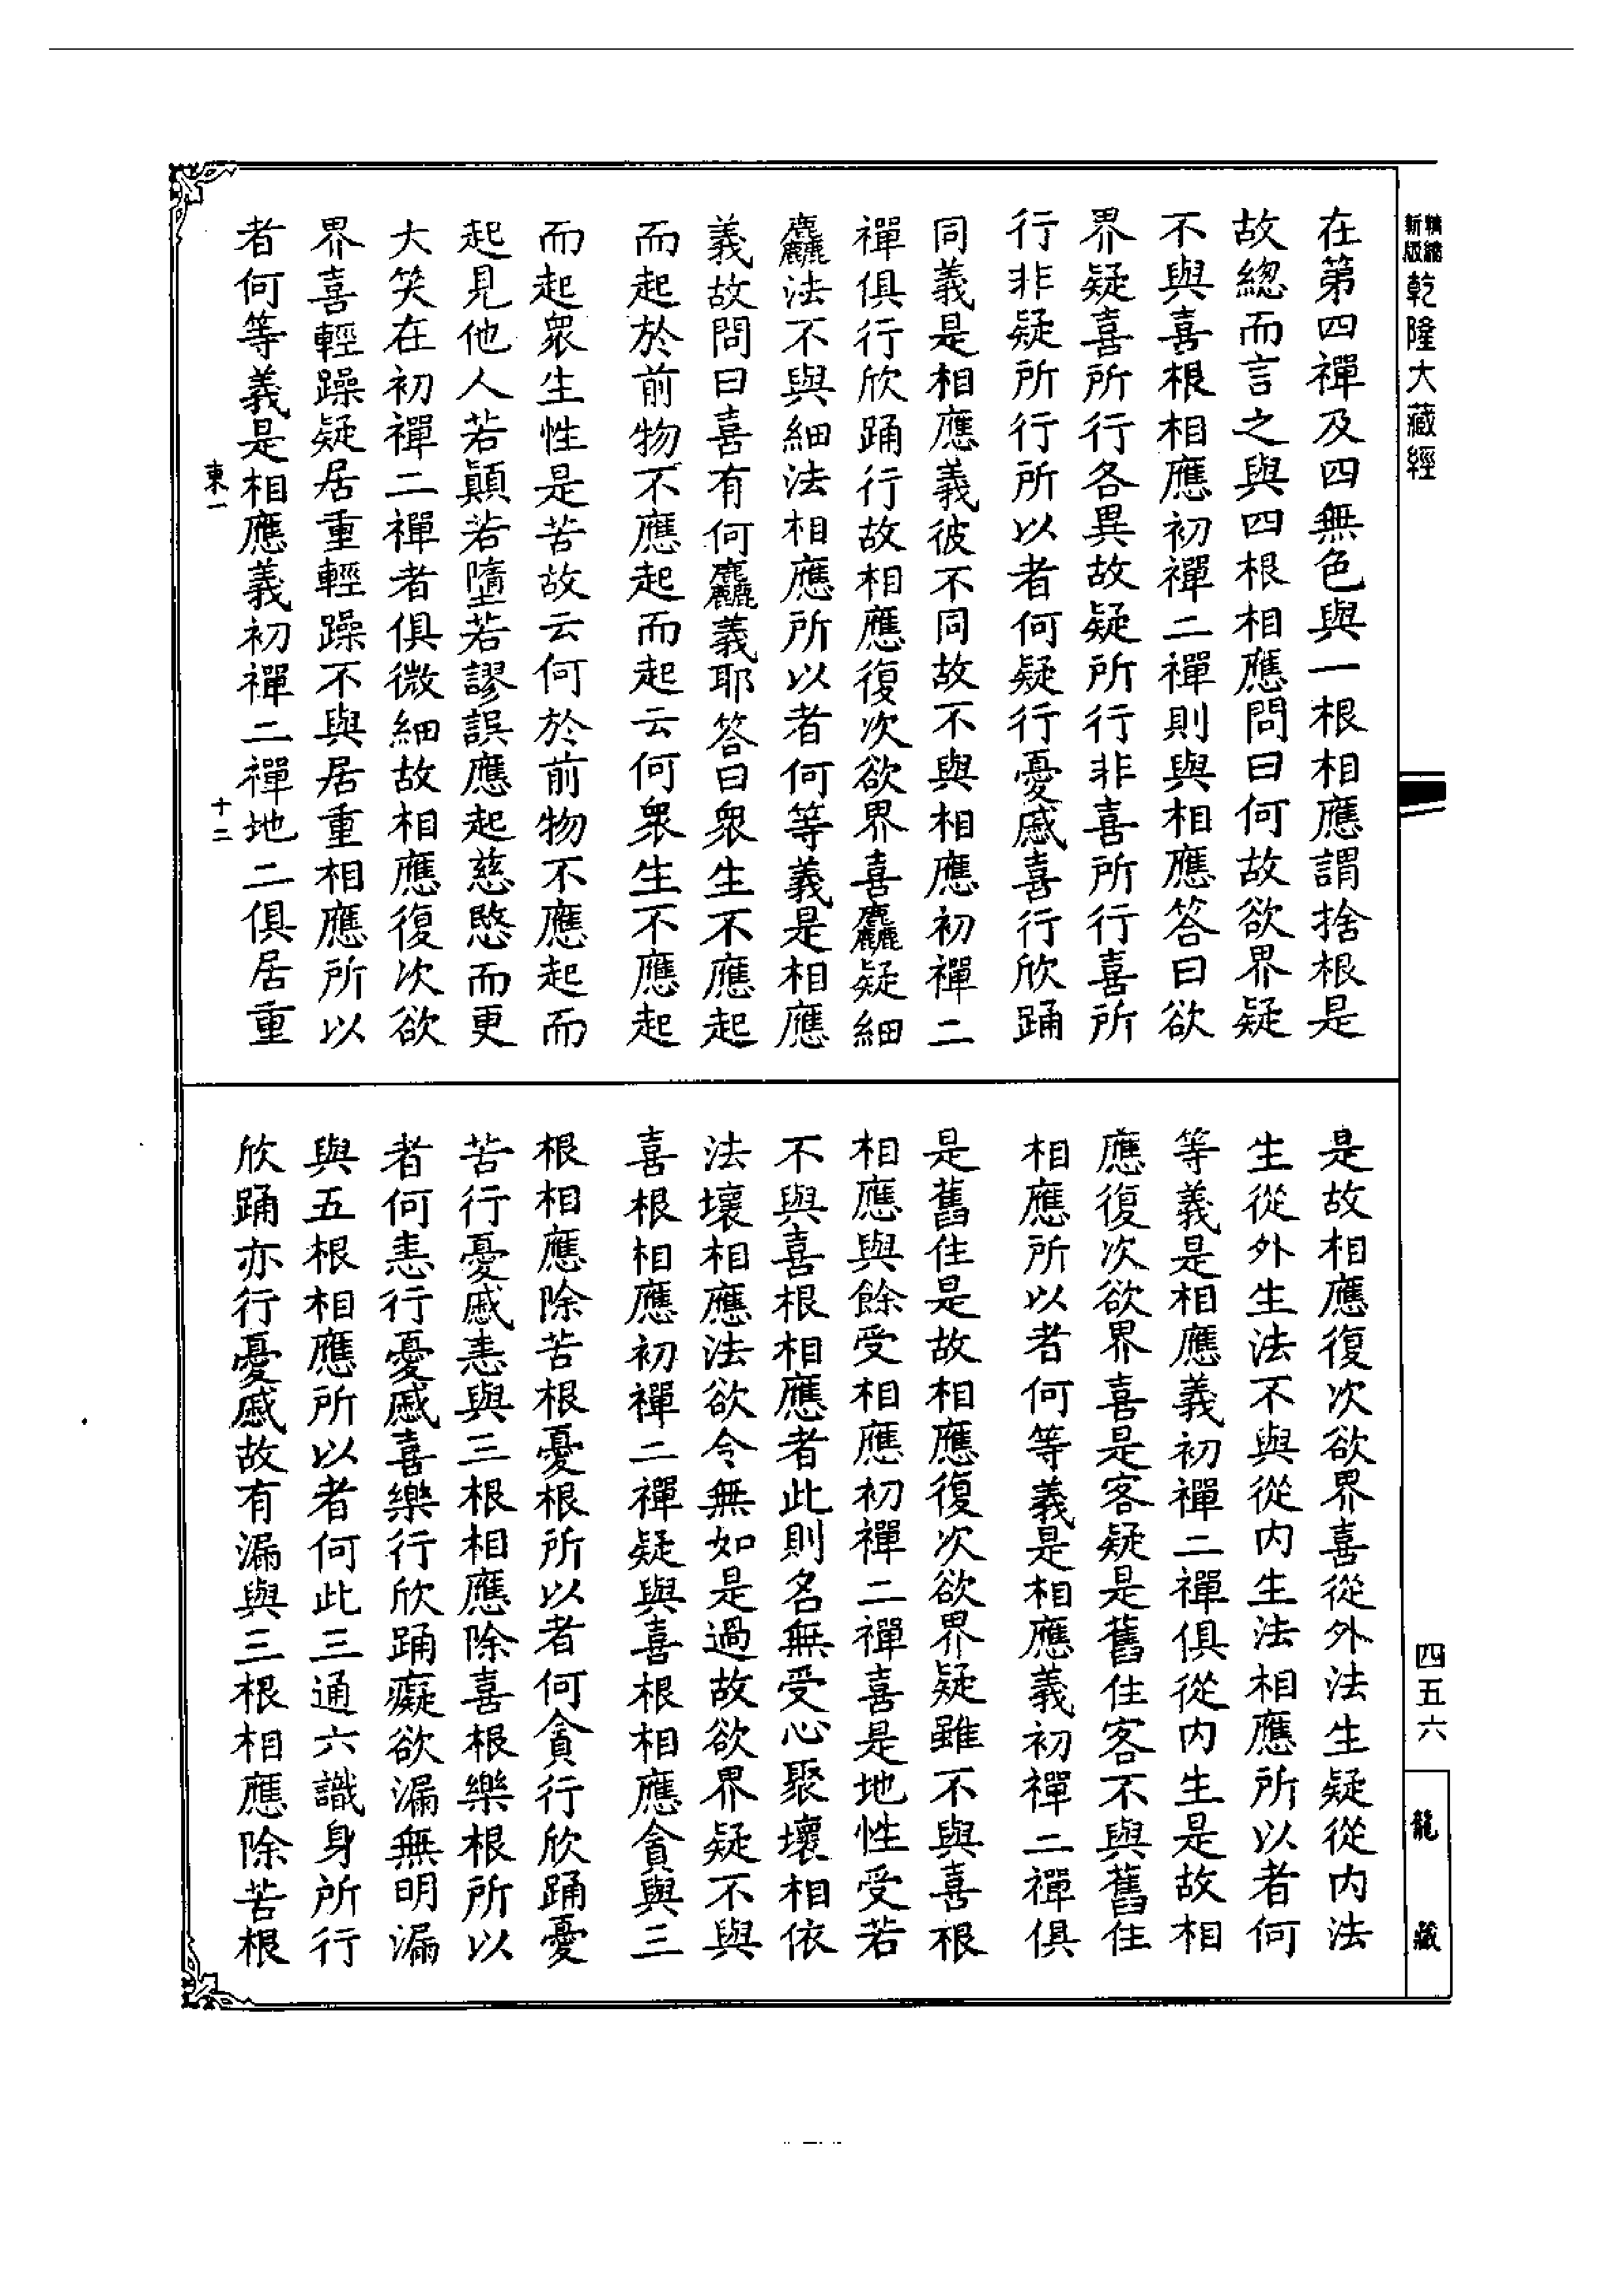 精縮新版乾隆大藏經
在第四禪及四無色與一根相應謂捨根是
故總而言之與四根相應問曰何故欲界疑
不與喜根相應初禪二禪則與相應答曰欲
界疑喜所行各異故疑所行非喜所行喜所
行非疑所行所以者何疑行憂慼喜行欣踊
同義是相應義彼不同故不與相應初禪二
禪俱行欣踊行故相應復次欲界喜麤疑細
麤法不與細法相應所以者何等義是相應
義故問曰喜有何麤義耶答曰衆生不應起
而起於前物不應起而起云何衆生不應起
而起衆生性是苦故云何於前物不應起而
起見他人若顛若墮若謬誤應起慈愍而更
大笑在初禪二禪者俱微細故相應復次欲
界喜輕躁疑居重輕躁不與居重相應所以
者何等義是相應義初禪二禪地二俱居重
東一 十二
是故相應復次欲界喜從外法生疑從内法
生從外生法不與從内生法相應所以者何
等義是相應義初禪二禪俱從内生是故相
應復次欲界喜是客疑是舊住客不與舊住
相應所以者何等義是相應義初禪二禪俱
是舊住是故相應復次欲界疑雖不與喜根
相應與餘受相應初禪二禪喜是地性受若
不與喜根相應者此則名無受心聚壞相依
法壞相應法欲令無如是過故欲界疑不與
喜根相應初禪二禪疑與喜根相應貪與三
根相應除苦根憂根所以者何貪行欣踊憂
苦行憂慼恚與三根相應除喜根樂根所以
者何恚行憂慼喜樂行欣踊癡欲漏無明漏
與五根相應所以者何此三通六識身所行
欣踊亦行憂慼故有漏與三根相應除苦根
四五六
龍藏